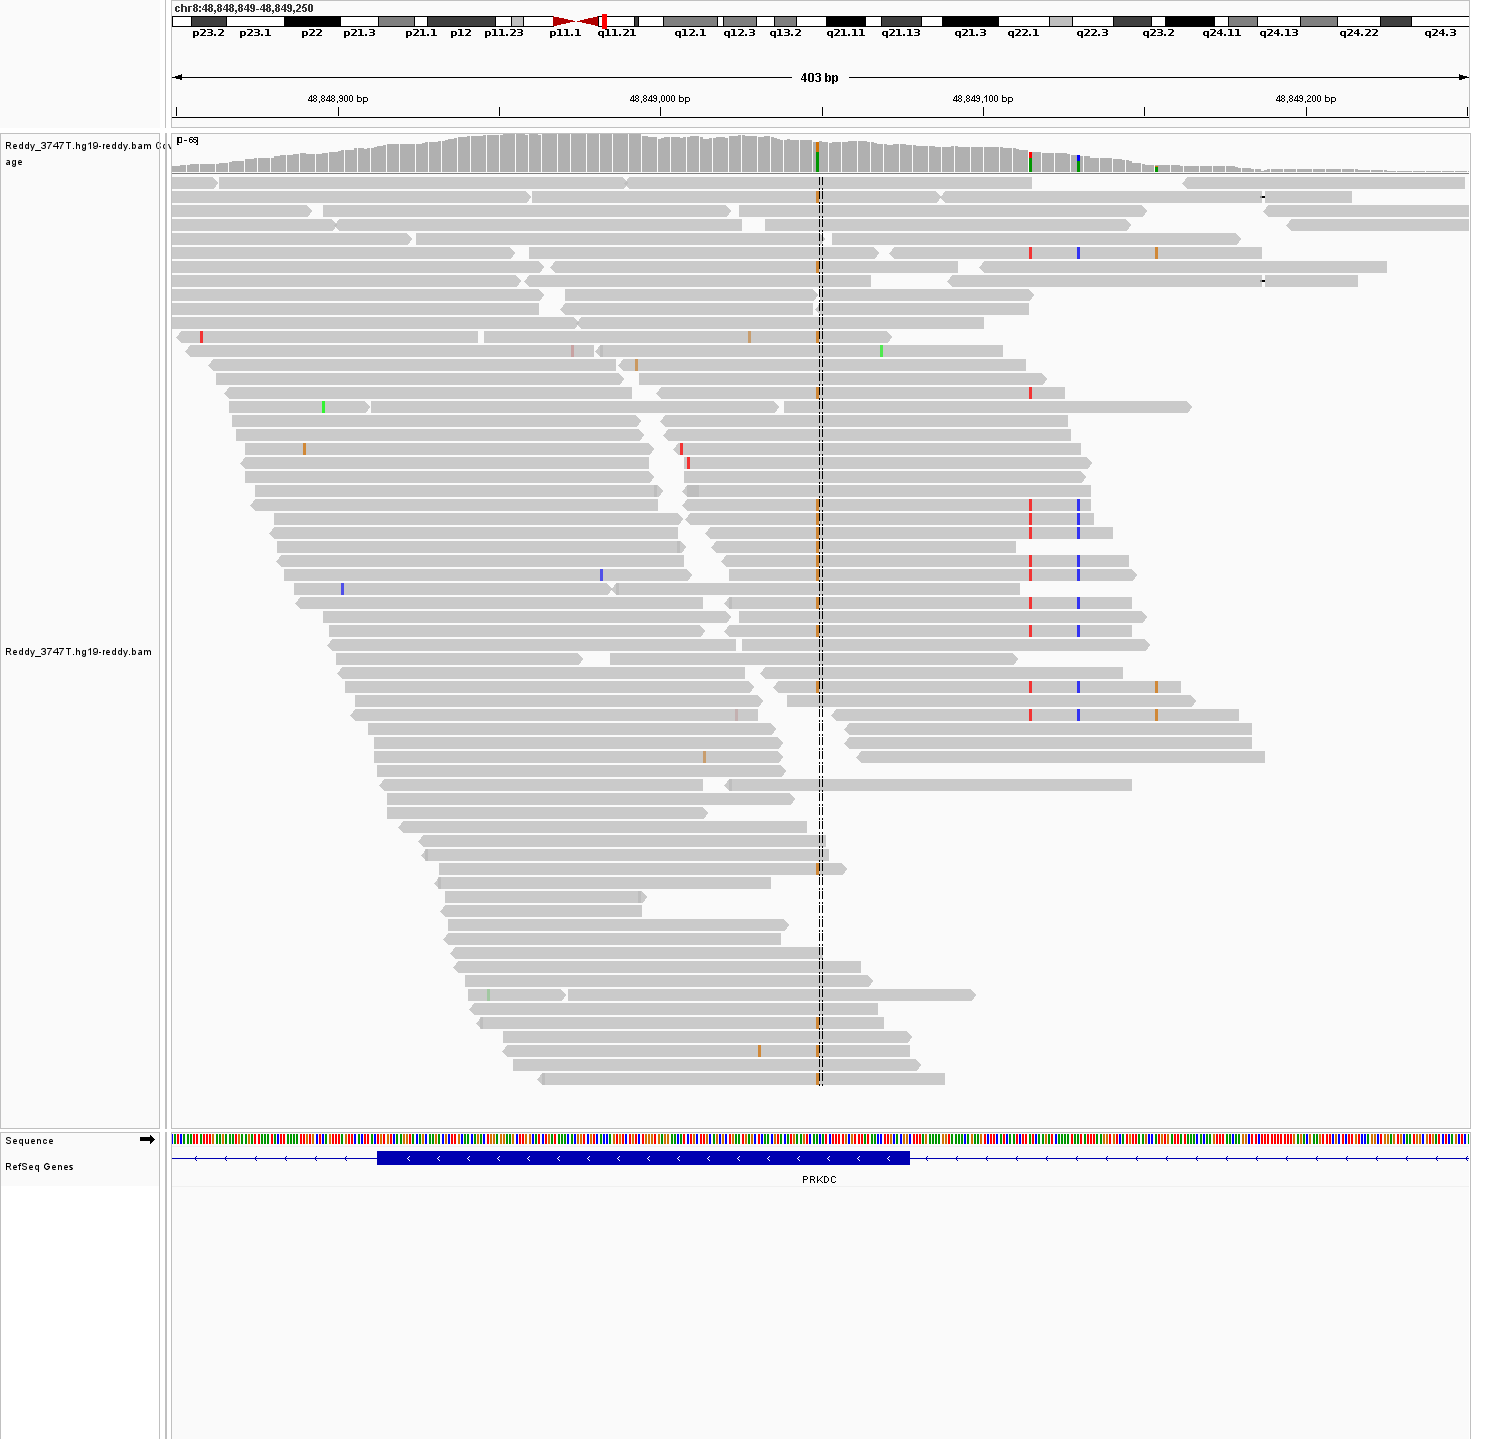 chr8:48,848,849-48,849,250
p23.2 p23.1 p22 p21.3 p21.1 p12 p11.23 p11.1 q11.21 q12.1 q12.3 q13.2 q21.11 q21.13 q21.3 q22.1 q22.3 q23.2 q24.11 q24.13 q24.22 q24.3
403 bp
48,848,900 bp 48,849,000 bp 48,849,100 bp 48,849,200 bp
Reddy_3747T.hg19-reddy.bam Cov
age
Reddy_3747T.hg19-reddy.bam
Sequence
RefSeq Genes
PRKDC